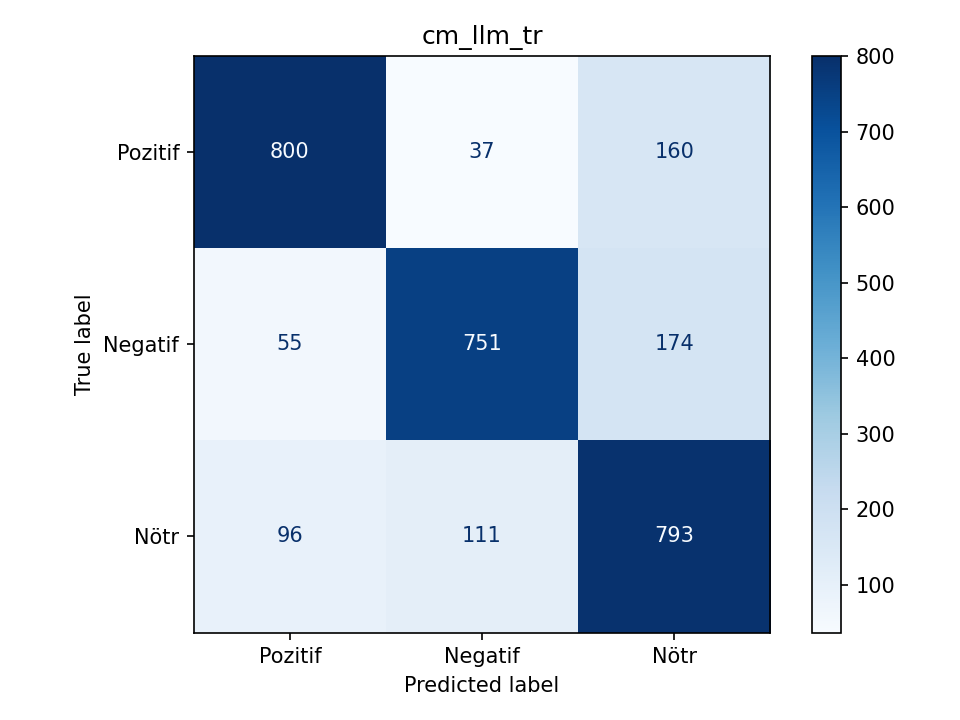 cm_llm_tr
True label
Pozitif 800 37 160
Negatif 55 751 174
Nötr 96 111 793
Pozitif Negatif Nötr
Predicted label
800
700
600
500
400
300
200
100